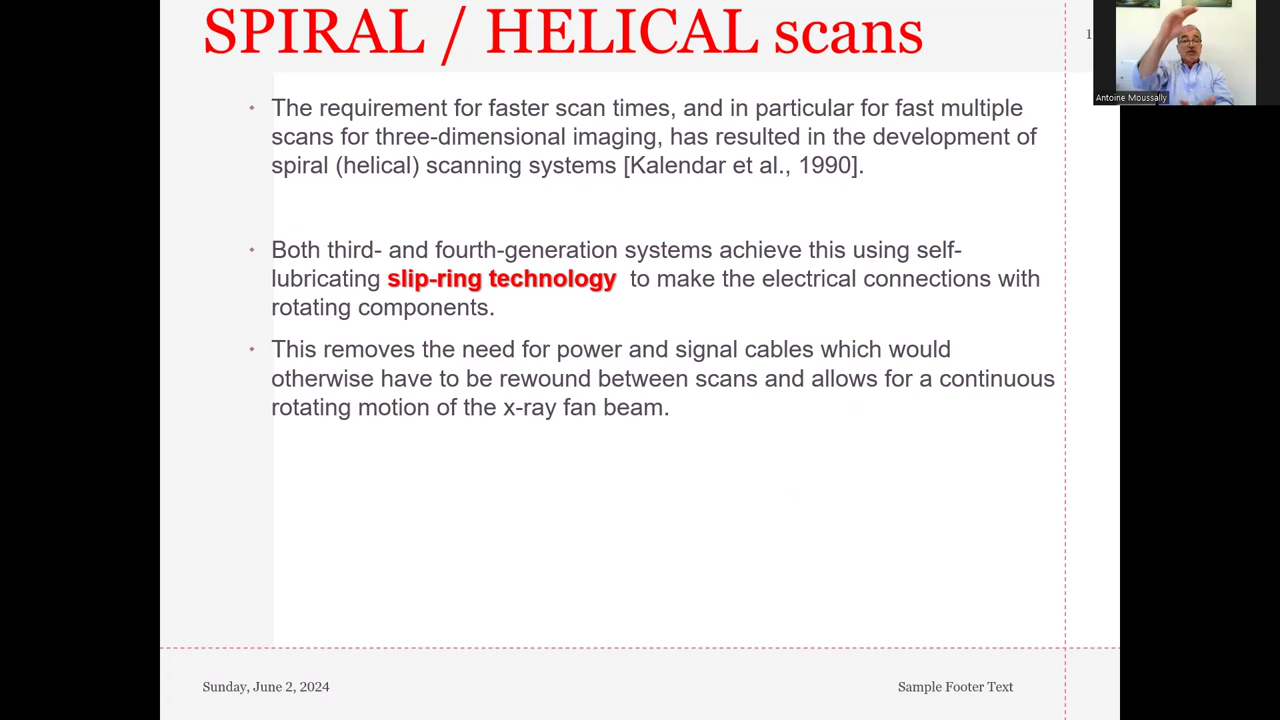 SPIRAL / HELICAL scans
1
Antoine Moussally
The requirement for faster scan times, and in particular for fast multiple
scans for three-dimensional imaging, has resulted in the development of
spiral (helical) scanning systems [Kalendar et al., 1990].
Both third- and fourth-generation systems achieve this using self-
lubricating slip-ring technology to make the electrical connections with
rotating components.
This removes the need for power and signal cables which would
otherwise have to be rewound between scans and allows for a continuous
rotating motion of the x-ray fan beam.
Sunday, June 2, 2024
Sample Footer Text